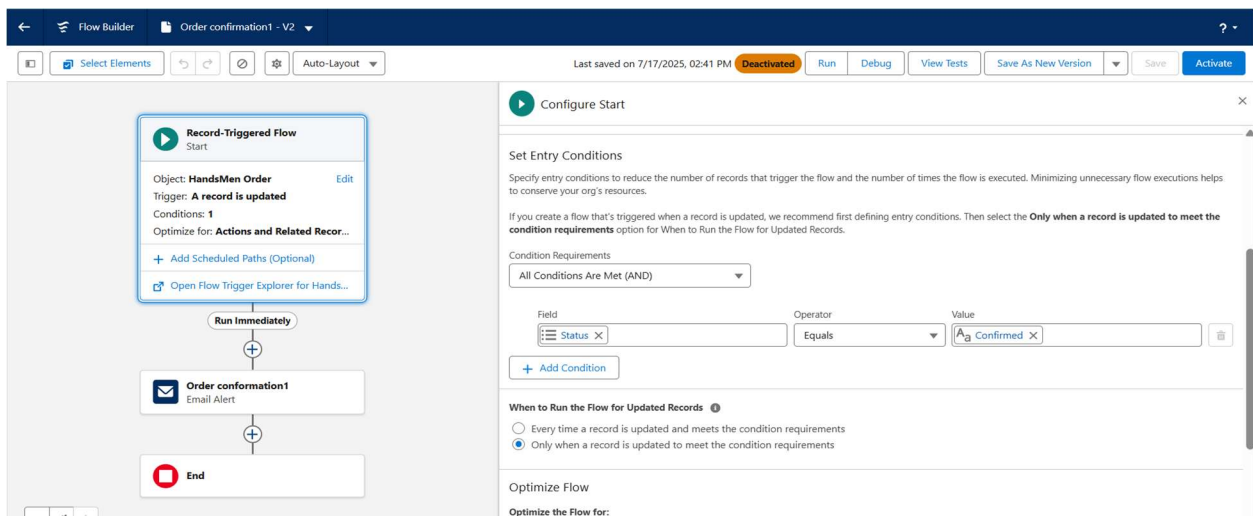 Flow Builder
Order confirmation1 - V2
?
Select Elements
Auto-Layout
Last saved on 7/17/2025, 02:41 PM
Deactivated
Run
Debug
View Tests
Save As New Version
Save
Activate
Record-Triggered Flow
Start
Object: HandsMen Order
Edit
Trigger: A record is updated
Conditions: 1
Optimize for: Actions and Related Recor...
+ Add Scheduled Paths (Optional)
Open Flow Trigger Explorer for Hands...
Run Immediately
Order conformation1
Email Alert
End
Configure Start
Set Entry Conditions
Specify entry conditions to reduce the number of records that trigger the flow and the number of times the flow is executed. Minimizing unnecessary flow executions helps
to conserve your org's resources.
If you create a flow that's triggered when a record is updated, we recommend first defining entry conditions. Then select the Only when a record is updated to meet the
condition requirements option for When to Run the Flow for Updated Records.
Condition Requirements
All Conditions Are Met (AND)
Field
Operator
Value
Status
Equals
Aa Confirmed
+ Add Condition
When to Run the Flow for Updated Records
Every time a record is updated and meets the condition requirements
Only when a record is updated to meet the condition requirements
Optimize Flow
Optimize the Flow for: